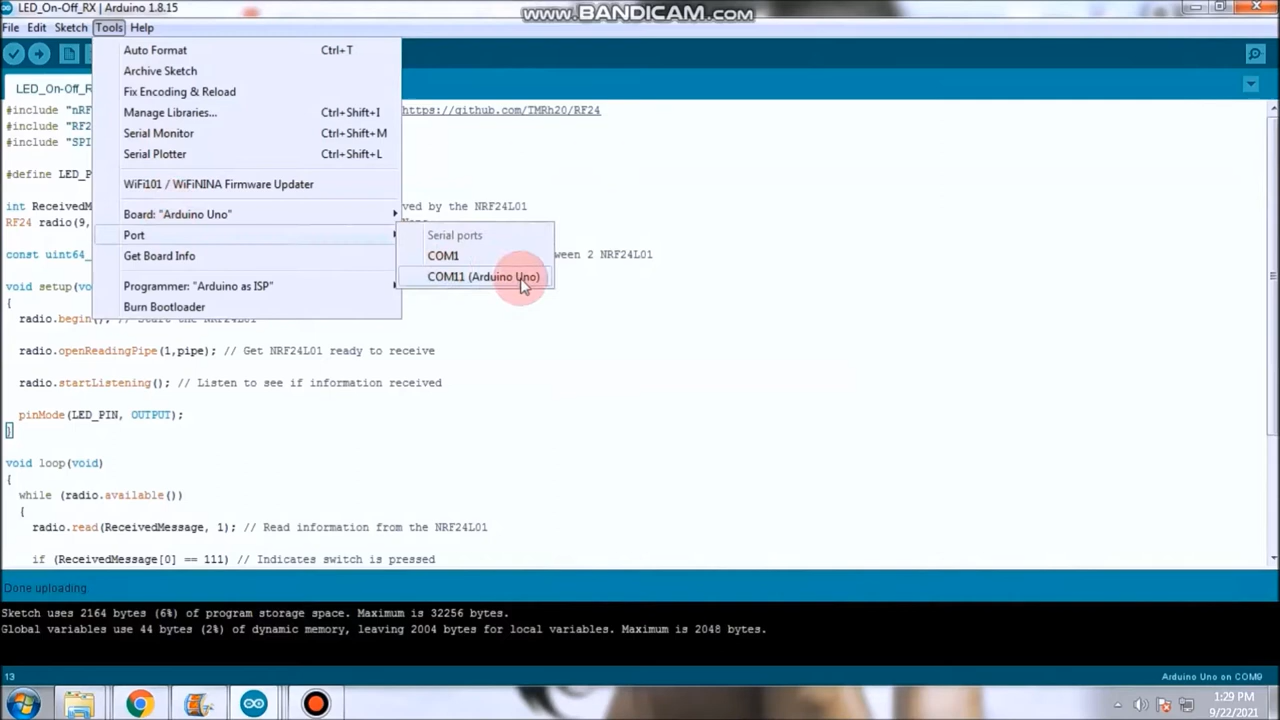 LED_On-Off_RX | Arduino 1.8.15
www.BANDICAM.com
File Edit Sketch Tools Help
Auto Format Ctrl+T
Archive Sketch
Fix Encoding & Reload
Manage Libraries... Ctrl+Shift+I
Serial Monitor Ctrl+Shift+M
Serial Plotter Ctrl+Shift+L
WiFi101 / WiFiNINA Firmware Updater
Board: "Arduino Uno"
Port
Get Board Info
Programmer: "Arduino as ISP"
Burn Bootloader
Serial ports
COM1
COM11 (Arduino Uno)
LED_On-Off_R
#include "nRF https://github.com/TMRh20/RF24
#include "RF2
#include "SPI
#define LED_P
int ReceivedM ved by the NRF24L01
RF24 radio(9,
const uint64_ ween 2 NRF24L01
void setup(vo
{
radio.begin(); // Start the NRF24L01
radio.openReadingPipe(1,pipe); // Get NRF24L01 ready to receive
radio.startListening(); // Listen to see if information received
pinMode(LED_PIN, OUTPUT);
}
void loop(void)
{
while (radio.available())
{
radio.read(ReceivedMessage, 1); // Read information from the NRF24L01
if (ReceivedMessage[0] == 111) // Indicates switch is pressed
Done uploading.
Sketch uses 2164 bytes (6%) of program storage space. Maximum is 32256 bytes.
Global variables use 44 bytes (2%) of dynamic memory, leaving 2004 bytes for local variables. Maximum is 2048 bytes.
13 Arduino Uno on COM9
1:29 PM
9/22/2021